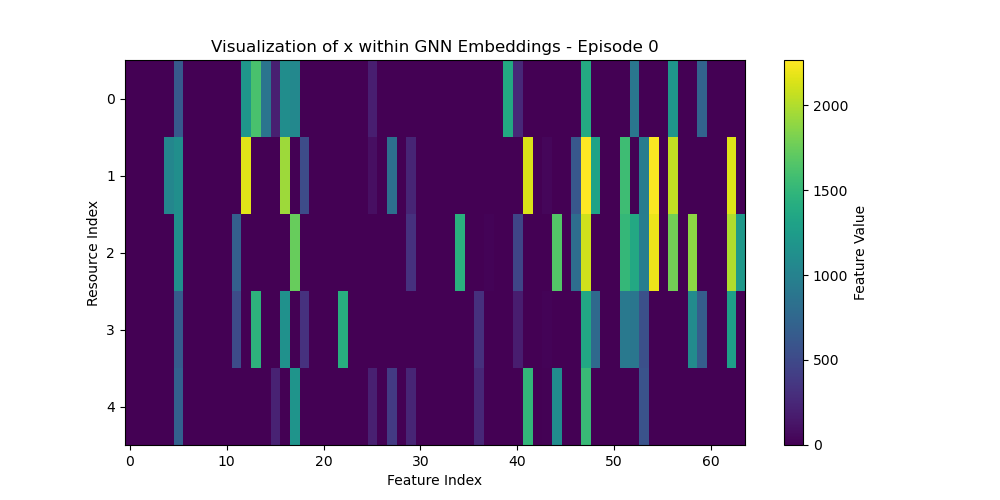 Visualization of x within GNN Embeddings - Episode 0
Resource Index
0
1
2
3
4
0 10 20 30 40 50 60
Feature Index
2000
1500
1000
500
0
Feature Value